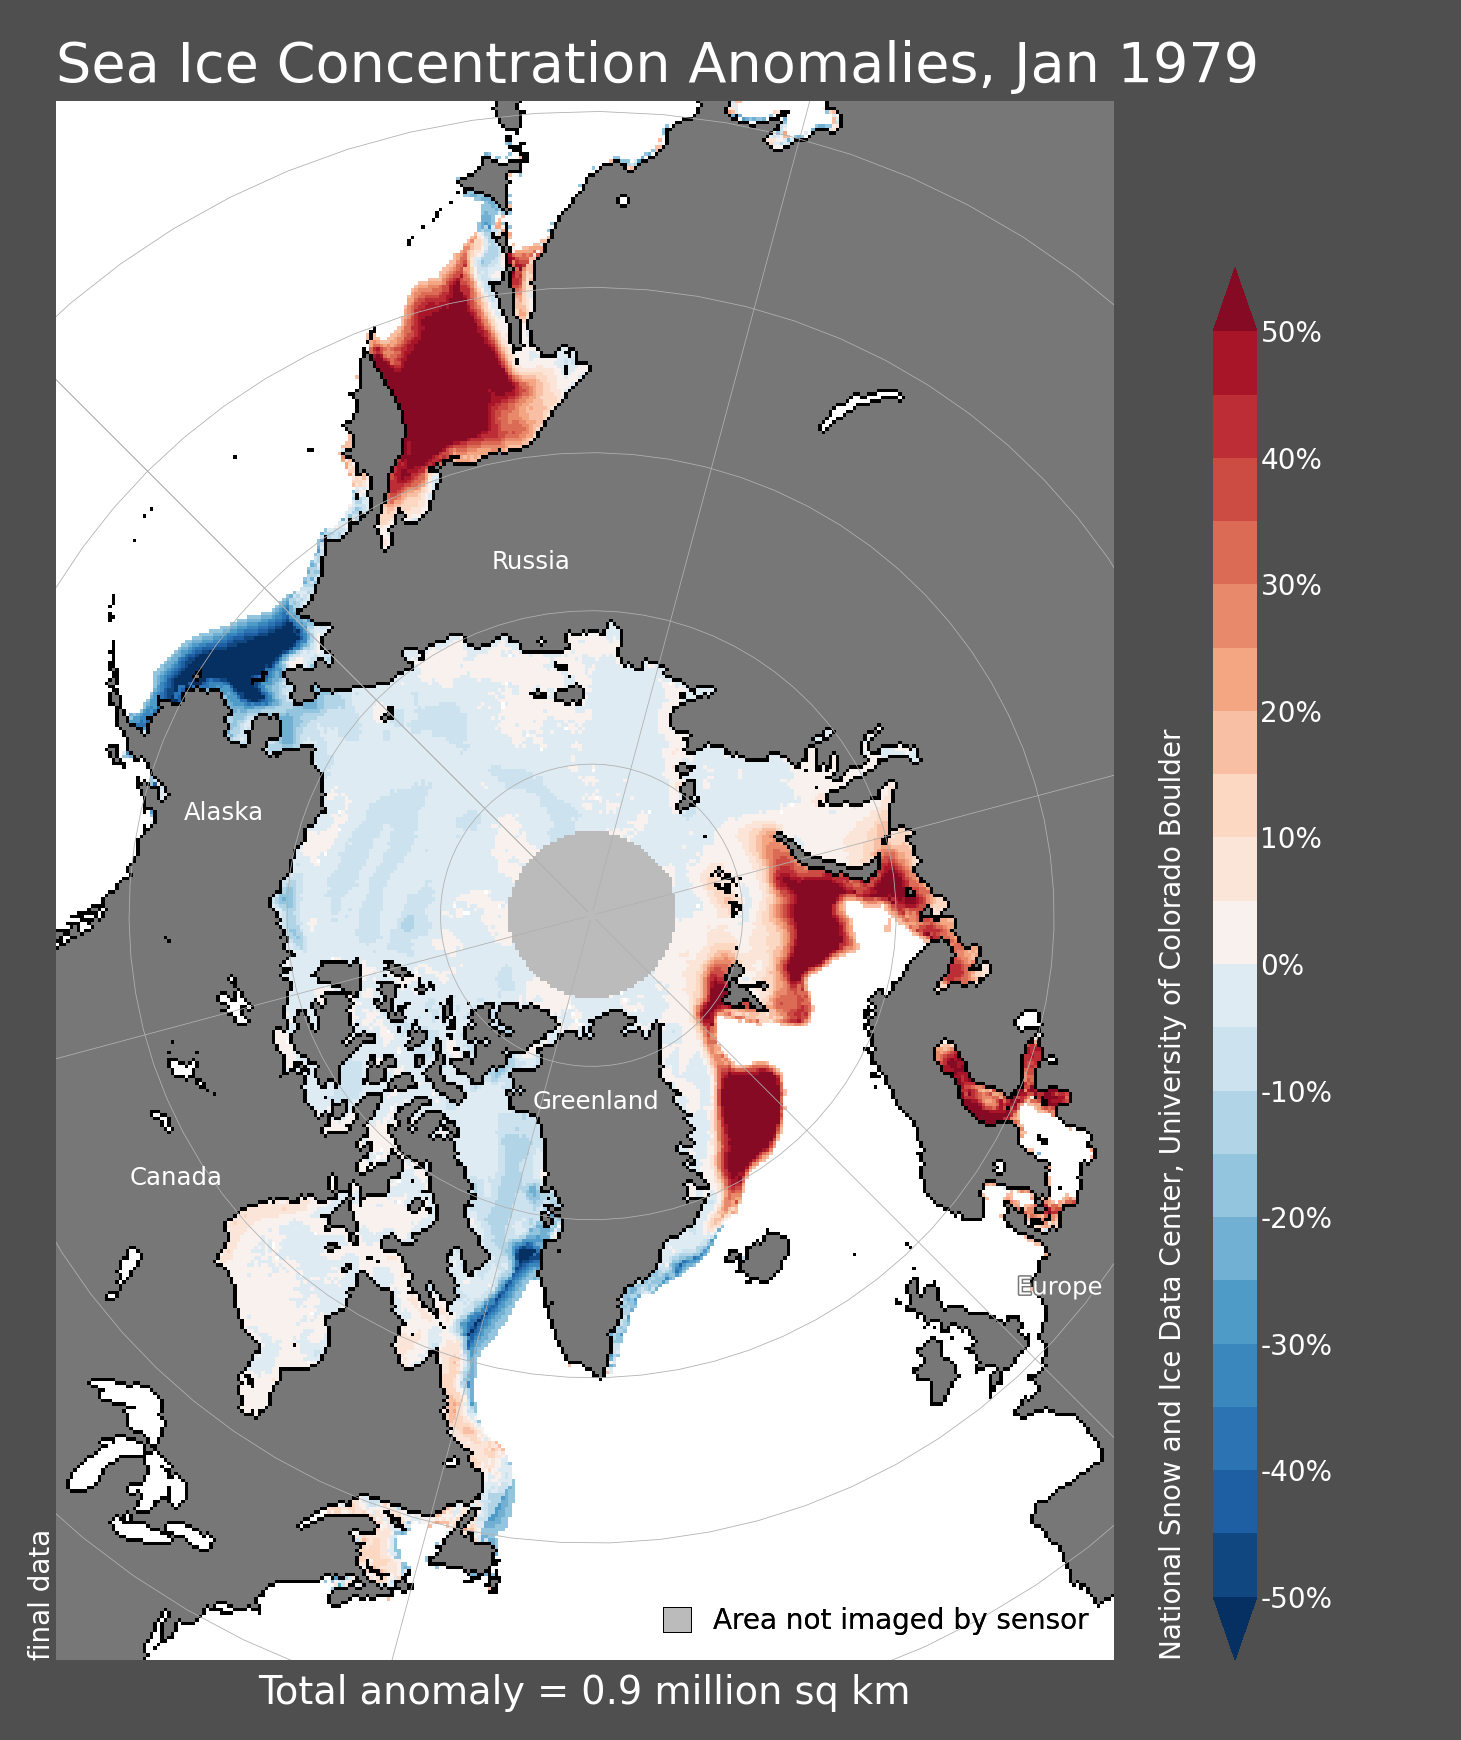 Sea Ice Concentration Anomalies, Jan 1979
Russia
Alaska
Greenland
Canada
Europe
Area not imaged by sensor
final data
Total anomaly = 0.9 million sq km
National Snow and Ice Data Center, University of Colorado Boulder
50%
40%
30%
20%
10%
0%
-10%
-20%
-30%
-40%
-50%